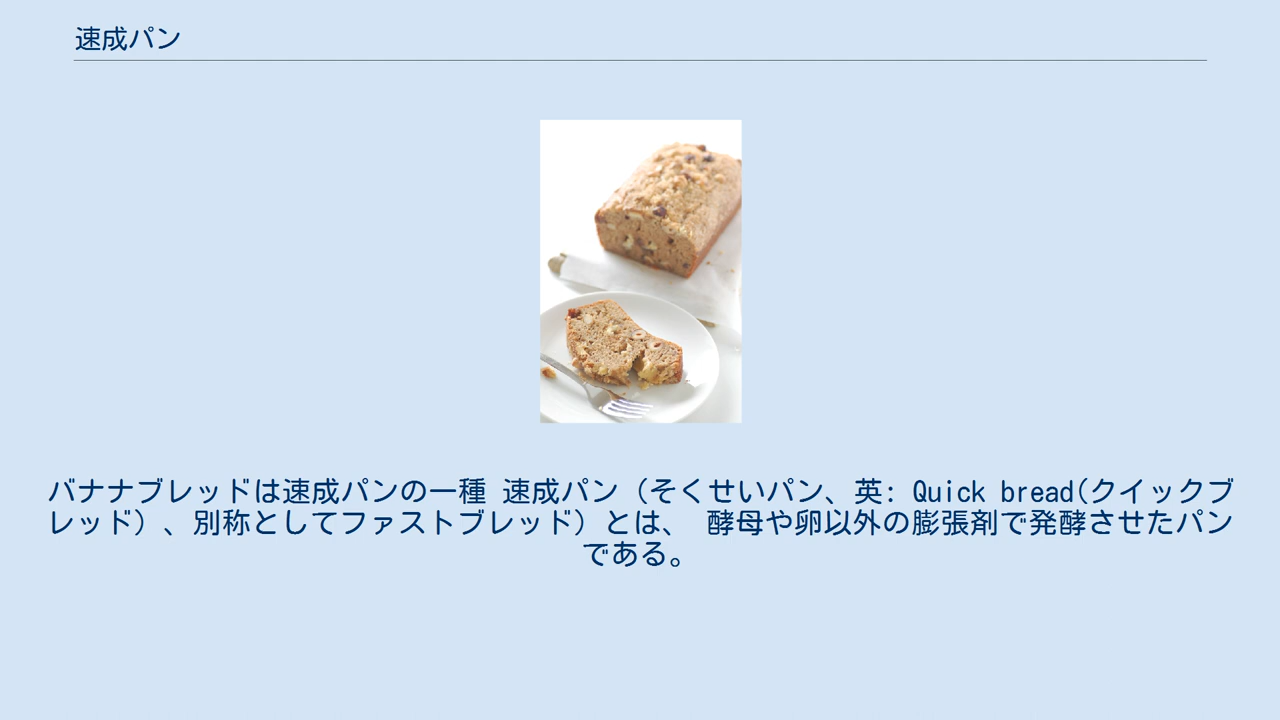 速成パン
バナナブレッドは速成パンの一種 速成パン（そくせいパン、英: Quick bread(クイックブ
レッド）、別称としてファストブレッド）とは、 酵母や卵以外の膨張剤で発酵させたパン
である。